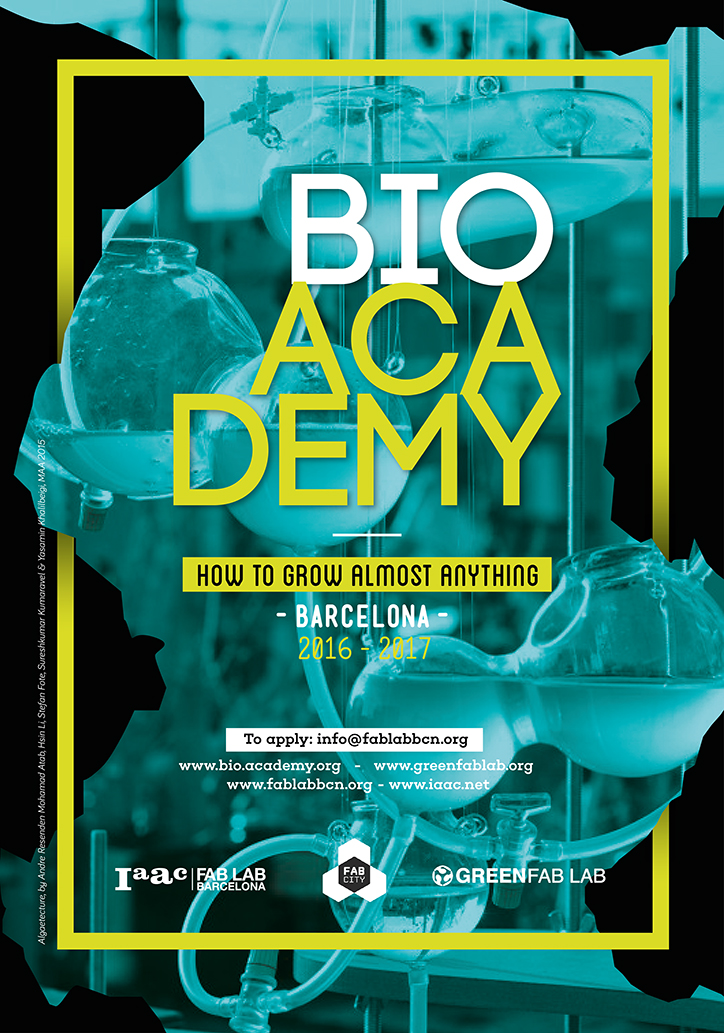 BIO
ACA
DEMY
HOW TO GROW ALMOST ANYTHING
- BARCELONA -
2016 - 2017
To apply: info@fablabbcn.org
www.bio.academy.org - www.greenfablab.org
www.fablabbcn.org - www.iaac.net
Iaac | FAB LAB
BARCELONA
FAB
CITY
GREENFAB LAB
Algaetecture, by Andre Resenden Mohamad Atab, Hsin Li, Stefan Fote, Sureshkumar Kumaravel & Yasamin Khalilbeigi, MAA 2015